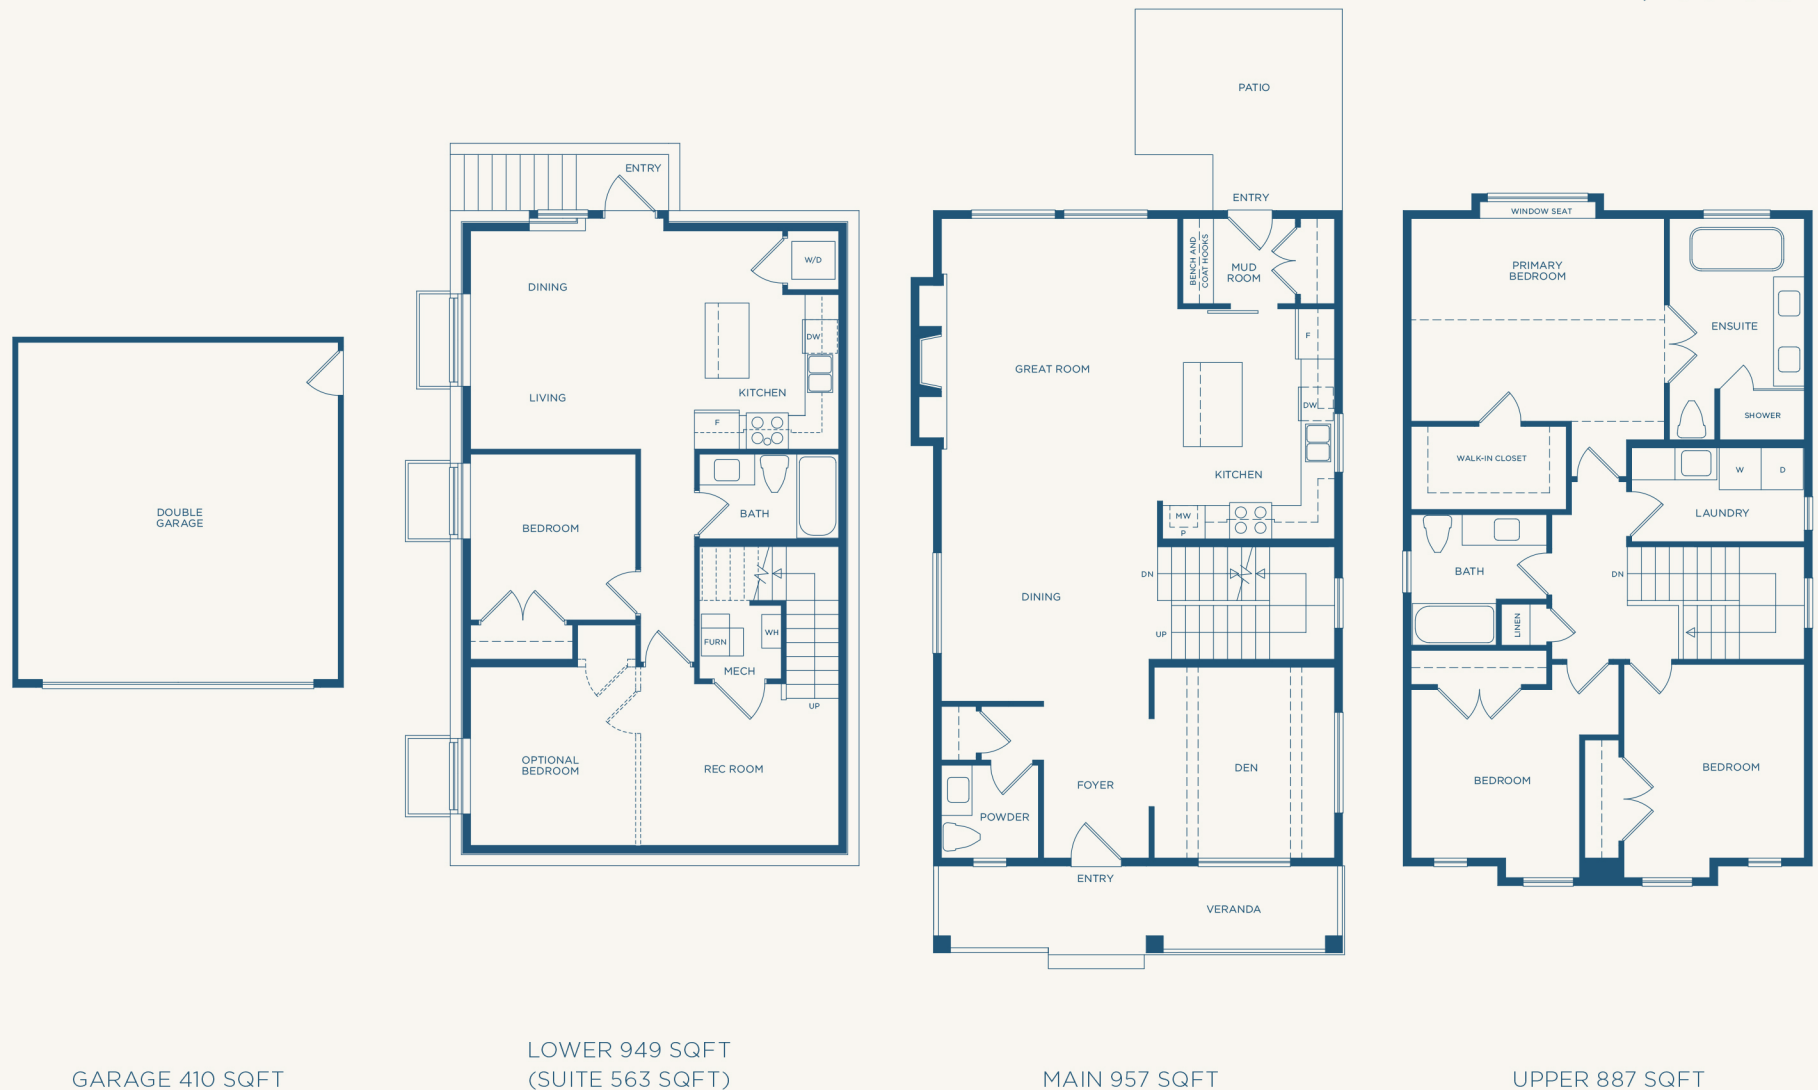 DOUBLE
GARAGE
GARAGE 410 SQFT
ENTRY
W/D
DINING
DW
LIVING
KITCHEN
F
BATH
BEDROOM
FURN
WH
MECH
UP
OPTIONAL
BEDROOM
REC ROOM
LOWER 949 SQFT
(SUITE 563 SQFT)
PATIO
ENTRY
BENCH AND
COAT HOOKS
MUD
ROOM
F
GREAT ROOM
DW
KITCHEN
MW
P
DN
DINING
UP
DEN
FOYER
POWDER
ENTRY
VERANDA
MAIN 957 SQFT
WINDOW SEAT
PRIMARY
BEDROOM
ENSUITE
SHOWER
WALK-IN CLOSET
W
D
LAUNDRY
BATH
DN
LINEN
BEDROOM
BEDROOM
UPPER 887 SQFT